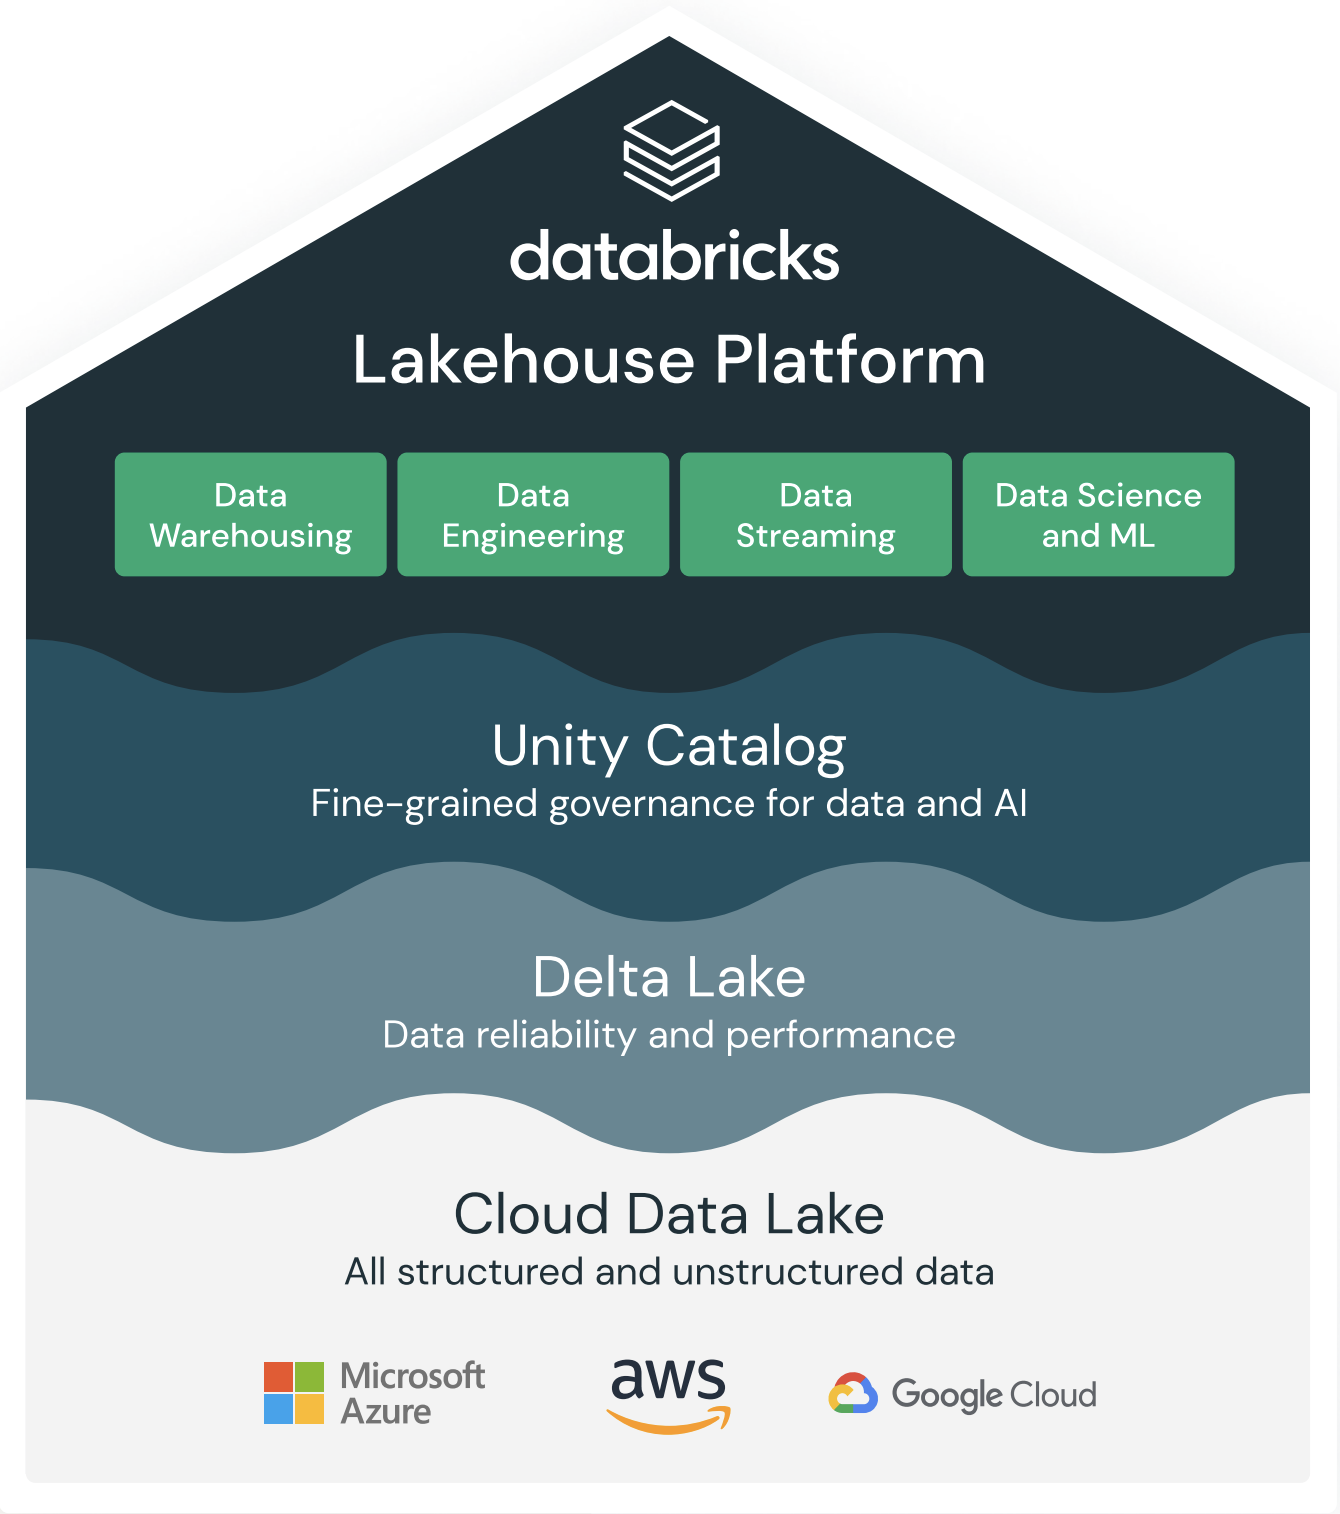 databricks
Lakehouse Platform
Data
Warehousing
Data
Engineering
Data
Streaming
Data Science
and ML
Unity Catalog
Fine-grained governance for data and AI
Delta Lake
Data reliability and performance
Cloud Data Lake
All structured and unstructured data
Microsoft
Azure
aws
Google Cloud